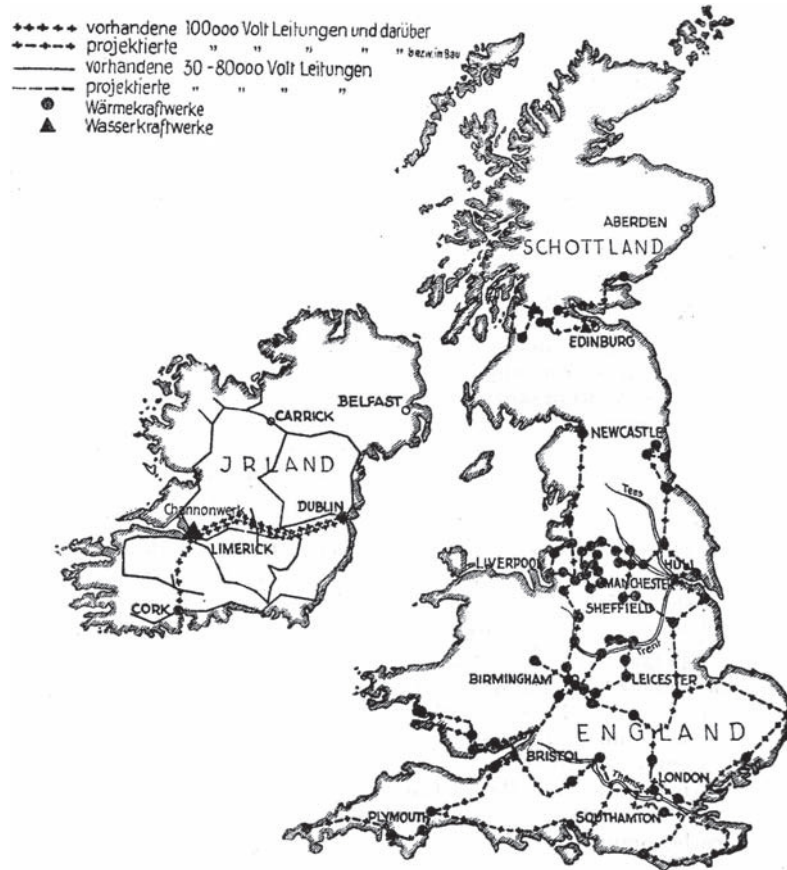 vorhandene 100000 Volt Leitungen und darüber
projektierte " " " " " bezw. im Bau
vorhandene 30-80000 Volt Leitungen
projektierte " " " "
Wärmekraftwerke
Wasserkraftwerke
ABERDEN
SCHOTTLAND
EDINBURG
BELFAST
CARRICK
NEWCASTLE
JRLAND
Tees
Channonwerk
DUBLIN
LIMERICK
LIVERPOOL
HULL
MANCHESTER
SHEFFIELD
CORK
Trent
BIRMINGHAM
LEICESTER
ENGLAND
BRISTOL
Themse
LONDON
PLYMOUTH
SOUTHAMTON